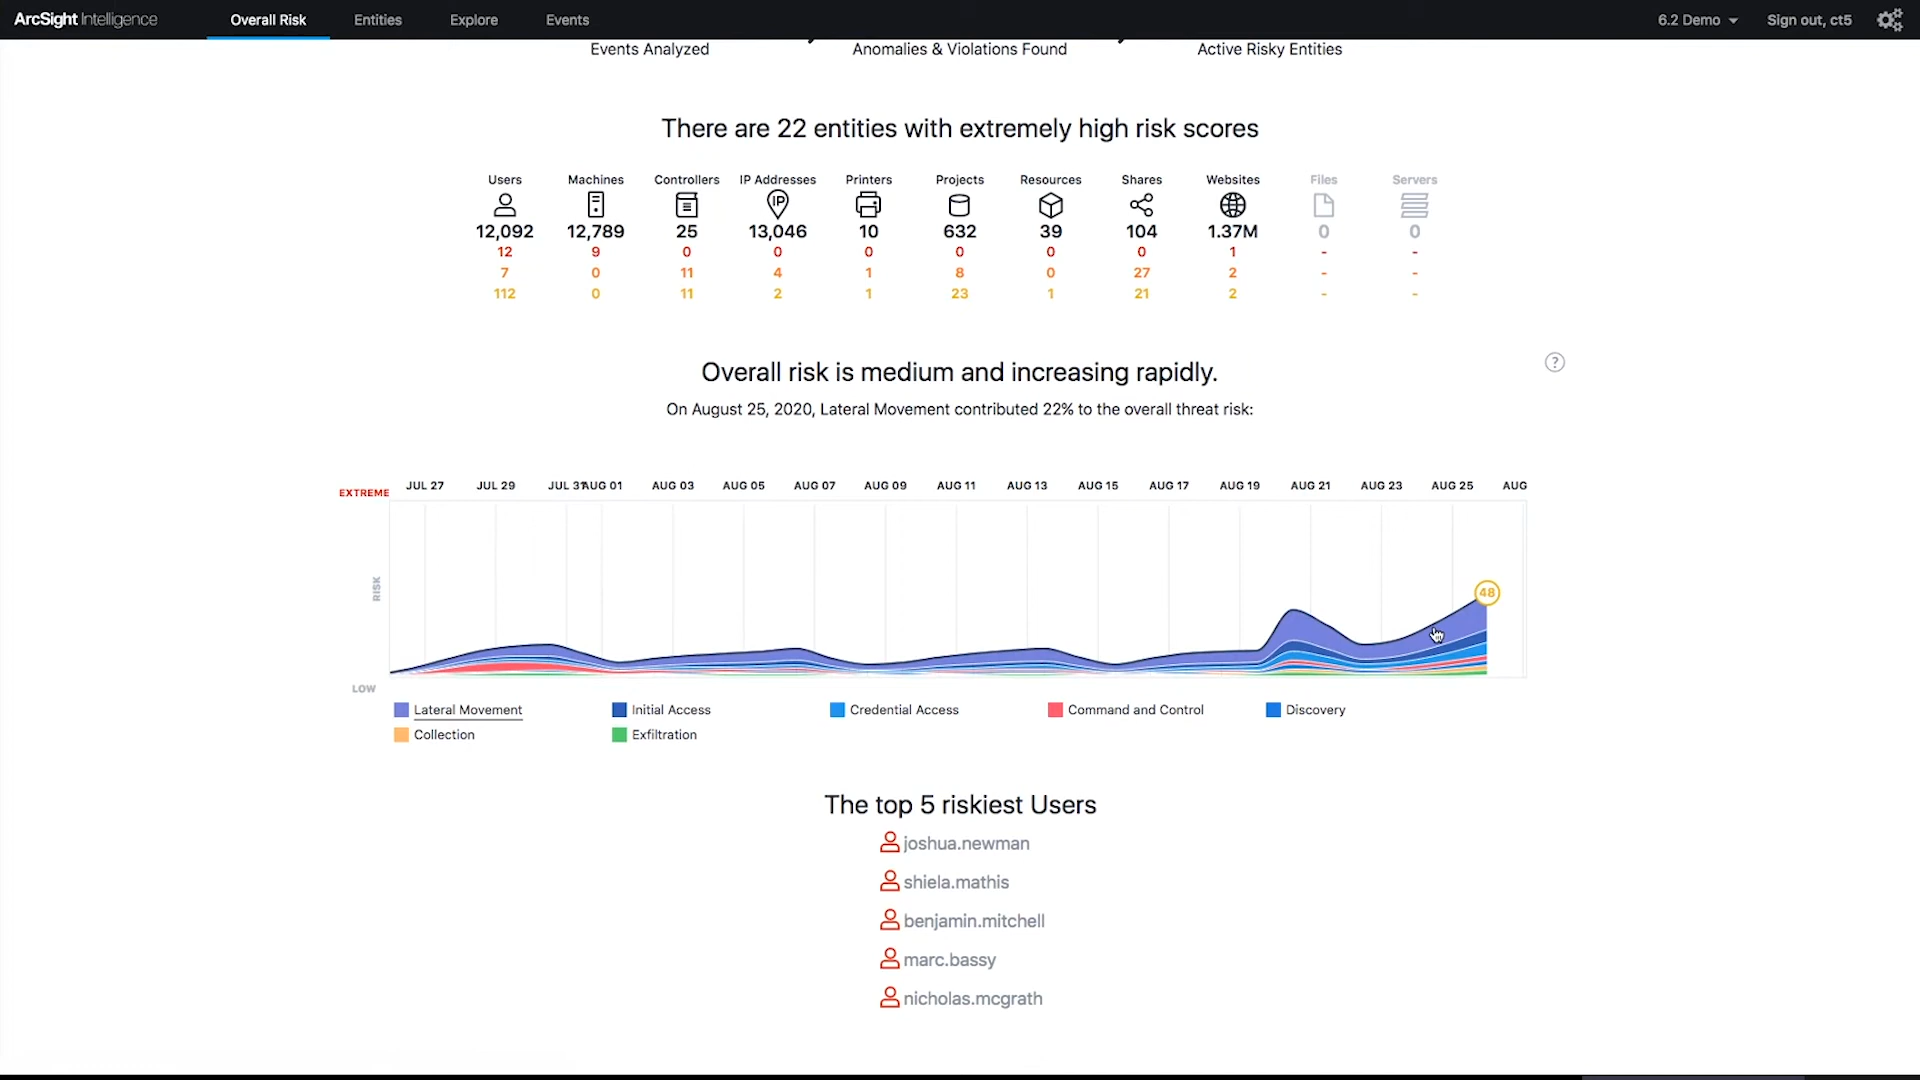 ArcSight Intelligence Overall Risk Entities Explore Events 6.2 Demo Sign out, ct5
Events Analyzed Anomalies & Violations Found Active Risky Entities
There are 22 entities with extremely high risk scores
Users Machines Controllers IP Addresses Printers Projects Resources Shares Websites Files Servers
IP
12,092 12,789 25 13,046 10 632 39 104 1.37M 0 0
12 9 0 0 0 0 0 0 1 - -
7 0 11 4 1 8 0 27 2 - -
112 0 11 2 1 23 1 21 2 - -
Overall risk is medium and increasing rapidly.
?
On August 25, 2020, Lateral Movement contributed 22% to the overall threat risk:
JUL 27 JUL 29 JUL 31 AUG 01 AUG 03 AUG 05 AUG 07 AUG 09 AUG 11 AUG 13 AUG 15 AUG 17 AUG 19 AUG 21 AUG 23 AUG 25 AUG
EXTREME
RISK
48
LOW
Lateral Movement Initial Access Credential Access Command and Control Discovery
Collection Exfiltration
The top 5 riskiest Users
joshua.newman
shiela.mathis
benjamin.mitchell
marc.bassy
nicholas.mcgrath